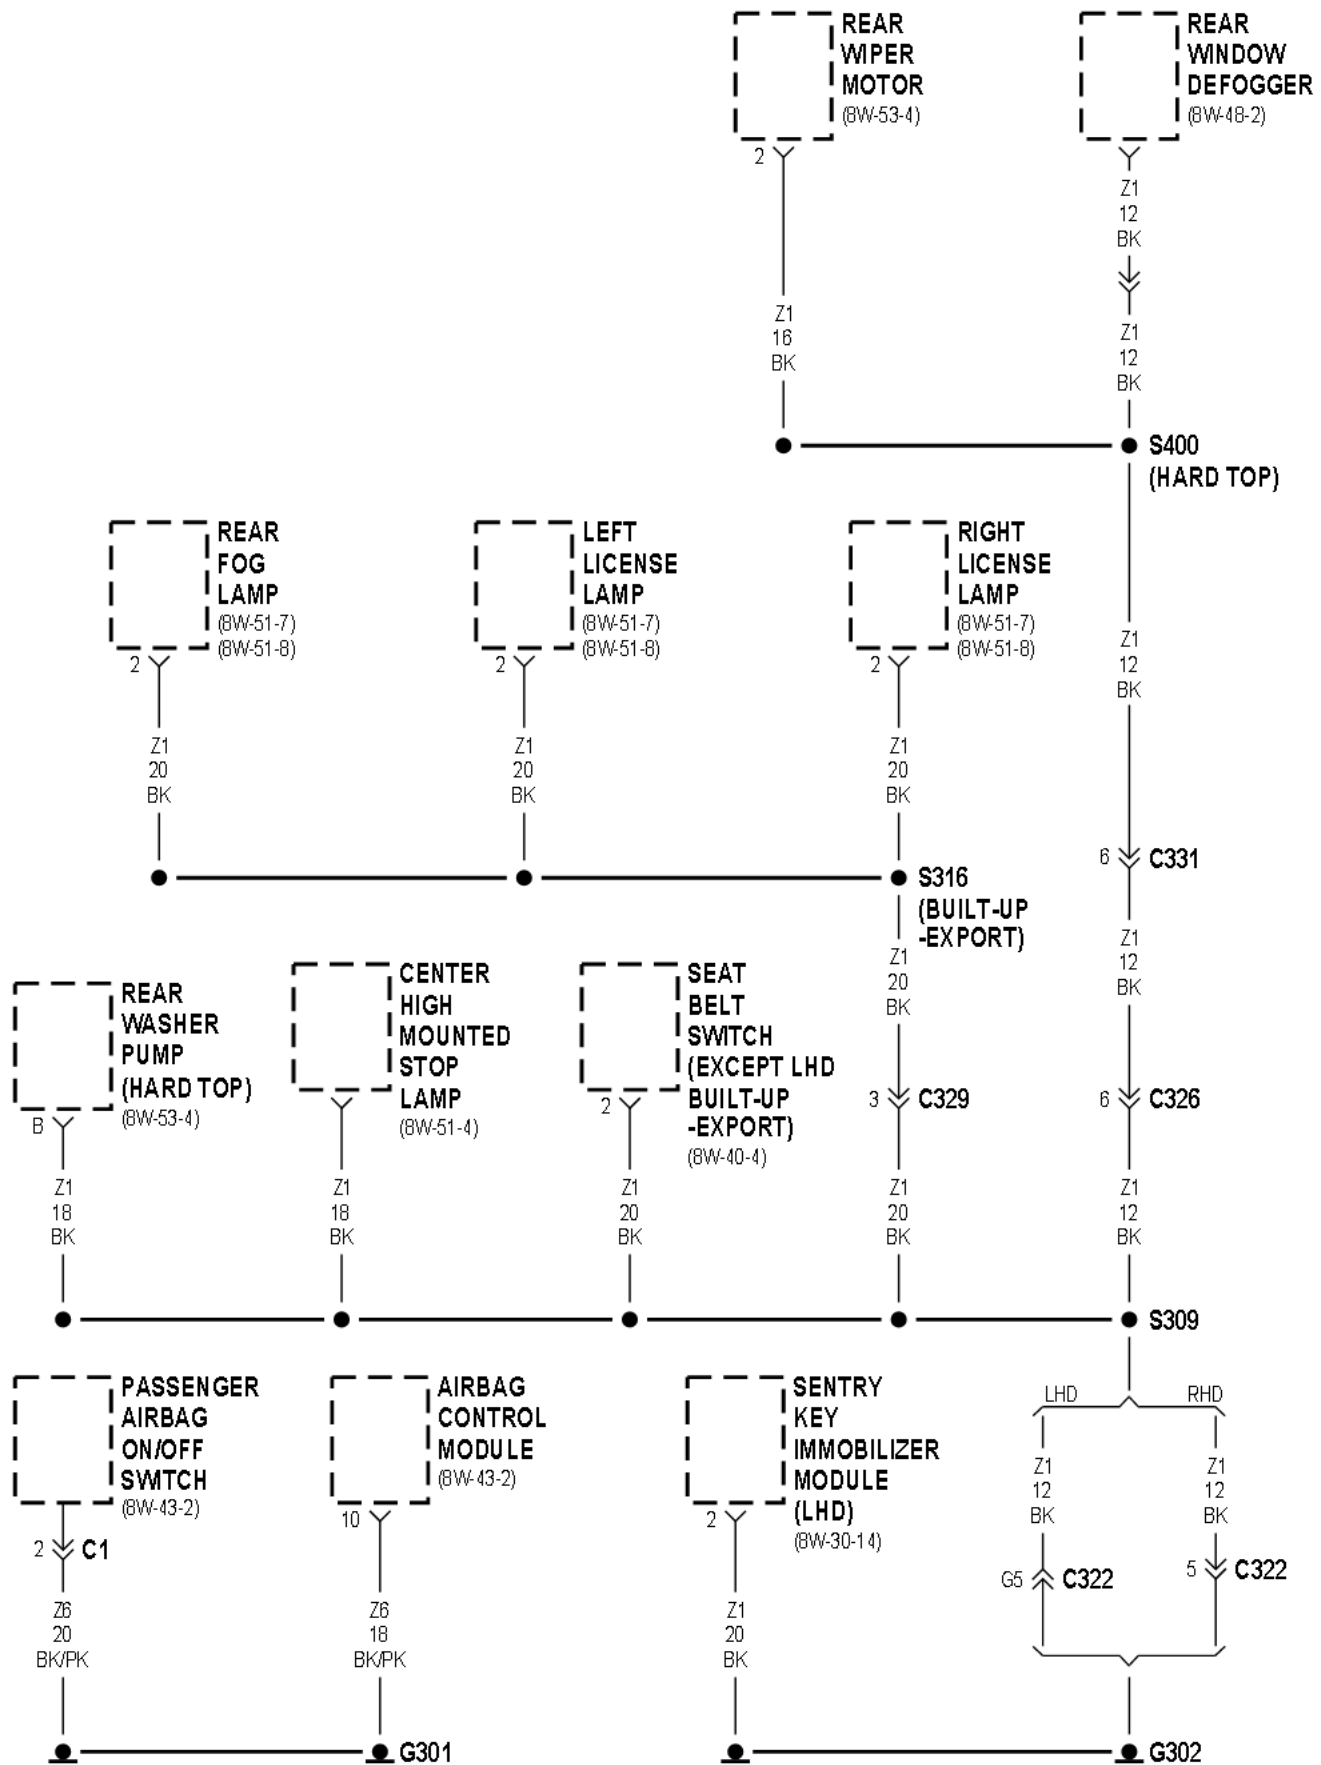 REAR
WIPER
MOTOR
(8W-53-4)
REAR
WINDOW
DEFOGGER
(8W-48-2)
2
Z1
12
BK
Z1
16
BK
Z1
12
BK
S400
(HARD TOP)
REAR
FOG
LAMP
(8W-51-7)
(8W-51-8)
LEFT
LICENSE
LAMP
(8W-51-7)
(8W-51-8)
RIGHT
LICENSE
LAMP
(8W-51-7)
(8W-51-8)
2
2
2
Z1
12
BK
Z1
20
BK
Z1
20
BK
Z1
20
BK
6
C331
S316
(BUILT-UP
-EXPORT)
Z1
20
BK
Z1
12
BK
REAR
WASHER
PUMP
(HARD TOP)
(8W-53-4)
CENTER
HIGH
MOUNTED
STOP
LAMP
(8W-51-4)
SEAT
BELT
SWITCH
(EXCEPT LHD
BUILT-UP
-EXPORT)
(8W-40-4)
B
2
3
C329
6
C326
Z1
18
BK
Z1
18
BK
Z1
20
BK
Z1
20
BK
Z1
12
BK
S309
PASSENGER
AIRBAG
ON/OFF
SWITCH
(8W-43-2)
AIRBAG
CONTROL
MODULE
(8W-43-2)
SENTRY
KEY
IMMOBILIZER
MODULE
(LHD)
(8W-30-14)
LHD
RHD
Z1
12
BK
Z1
12
BK
2
C1
10
2
G5
C322
5
C322
Z6
20
BK/PK
Z6
18
BK/PK
Z1
20
BK
G301
G302